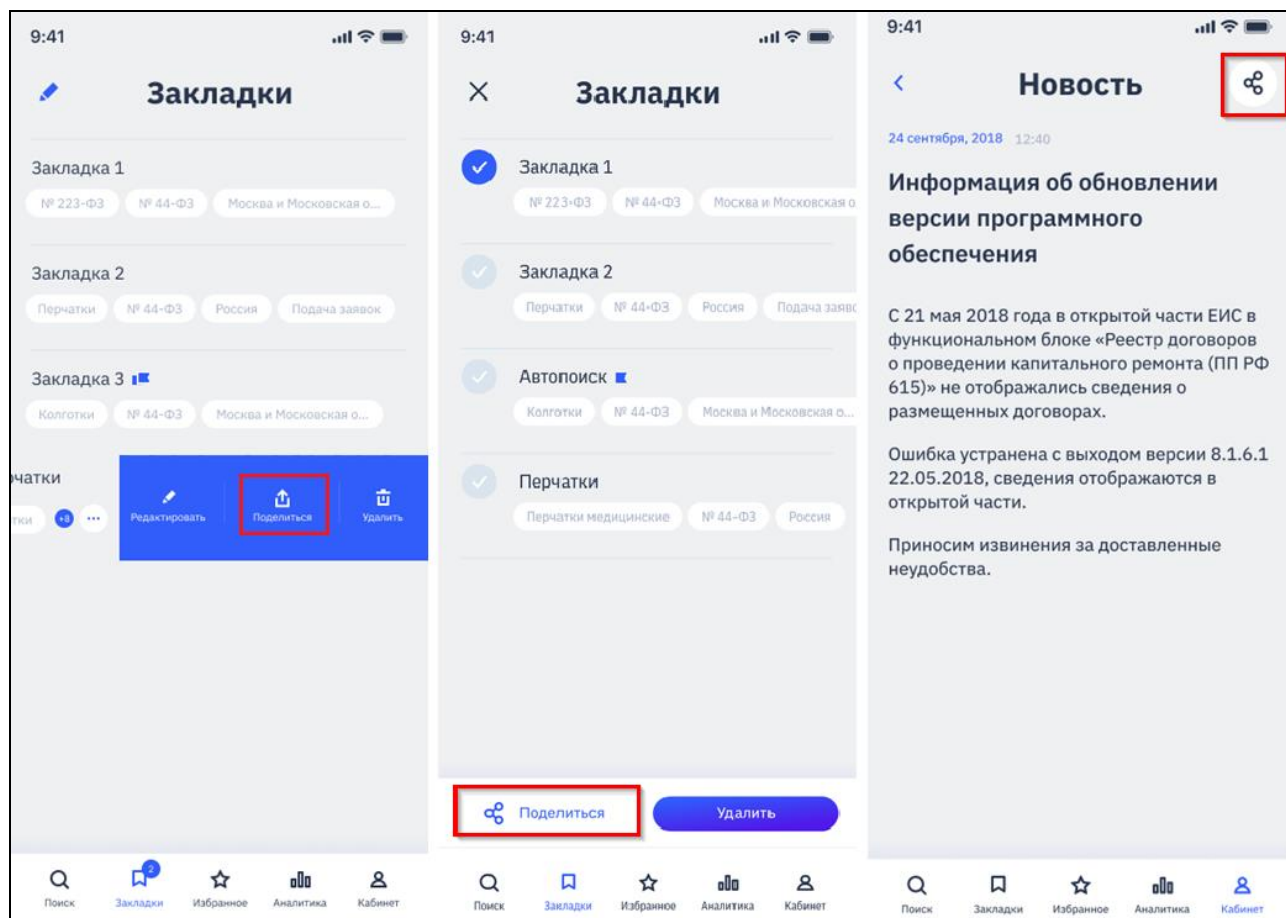 9:41
Закладки
Закладка 1
№ 223-ФЗ № 44-ФЗ Москва и Московская о...
Закладка 2
Перчатки № 44-ФЗ Россия Подача заявок
Закладка 3
Колготки № 44-ФЗ Москва и Московская о...
чатки
тки +8 ...
Редактировать Поделиться Удалить
2
Поиск Закладки Избранное Аналитика Кабинет
9:41
Закладки
Закладка 1
№ 223-ФЗ № 44-ФЗ Москва и Московская о
Закладка 2
Перчатки № 44-ФЗ Россия Подача заяво
Автопоиск
Колготки № 44-ФЗ Москва и Московская о...
Перчатки
Перчатки медицинские № 44-ФЗ Россия
Поделиться Удалить
Поиск Закладки Избранное Аналитика Кабинет
9:41
Новость
24 сентября, 2018 12:40
Информация об обновлении
версии программного
обеспечения
С 21 мая 2018 года в открытой части ЕИС в
функциональном блоке «Реестр договоров
о проведении капитального ремонта (ПП РФ
615)» не отображались сведения о
размещенных договорах.
Ошибка устранена с выходом версии 8.1.6.1
22.05.2018, сведения отображаются в
открытой части.
Приносим извинения за доставленные
неудобства.
Поиск Закладки Избранное Аналитика Кабинет